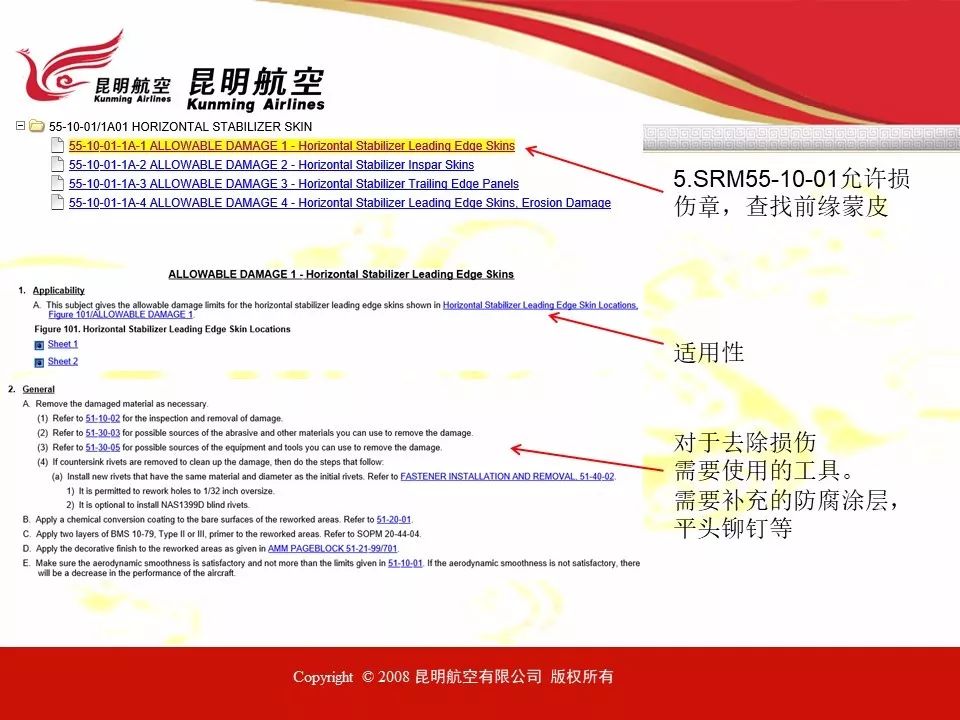 昆明航空
Kunming Airlines
昆明航空
Kunming Airlines
55-10-01/1A01 HORIZONTAL STABILIZER SKIN
55-10-01-1A-1 ALLOWABLE DAMAGE 1 - Horizontal Stabilizer Leading Edge Skins
55-10-01-1A-2 ALLOWABLE DAMAGE 2 - Horizontal Stabilizer Inspar Skins
55-10-01-1A-3 ALLOWABLE DAMAGE 3 - Horizontal Stabilizer Trailing Edge Panels
55-10-01-1A-4 ALLOWABLE DAMAGE 4 - Horizontal Stabilizer Leading Edge Skins, Erosion Damage
5.SRM55-10-01允许损
伤章，查找前缘蒙皮
ALLOWABLE DAMAGE 1 - Horizontal Stabilizer Leading Edge Skins
1. Applicability
A. This subject gives the allowable damage limits for the horizontal stabilizer leading edge skins shown in Horizontal Stabilizer Leading Edge Skin Locations,
Figure 101/ALLOWABLE DAMAGE 1.
Figure 101. Horizontal Stabilizer Leading Edge Skin Locations
Sheet 1
Sheet 2
适用性
2. General
A. Remove the damaged material as necessary.
(1) Refer to 51-10-02 for the inspection and removal of damage.
(2) Refer to 51-30-03 for possible sources of the abrasive and other materials you can use to remove the damage.
(3) Refer to 51-30-05 for possible sources of the equipment and tools you can use to remove the damage.
(4) If countersink rivets are removed to clean up the damage, then do the steps that follow:
(a) Install new rivets that have the same material and diameter as the initial rivets. Refer to FASTENER INSTALLATION AND REMOVAL, 51-40-02.
1) It is permitted to rework holes to 1/32 inch oversize.
2) It is optional to install NAS1399D blind rivets.
B. Apply a chemical conversion coating to the bare surfaces of the reworked areas. Refer to 51-20-01.
C. Apply two layers of BMS 10-79, Type II or III, primer to the reworked areas. Refer to SOPM 20-44-04.
D. Apply the decorative finish to the reworked areas as given in AMM PAGEBLOCK 51-21-99/701.
E. Make sure the aerodynamic smoothness is satisfactory and not more than the limits given in 51-10-01. If the aerodynamic smoothness is not satisfactory, there
will be a decrease in the performance of the aircraft.
对于去除损伤
需要使用的工具。
需要补充的防腐涂层，
平头铆钉等
Copyright © 2008 昆明航空有限公司 版权所有